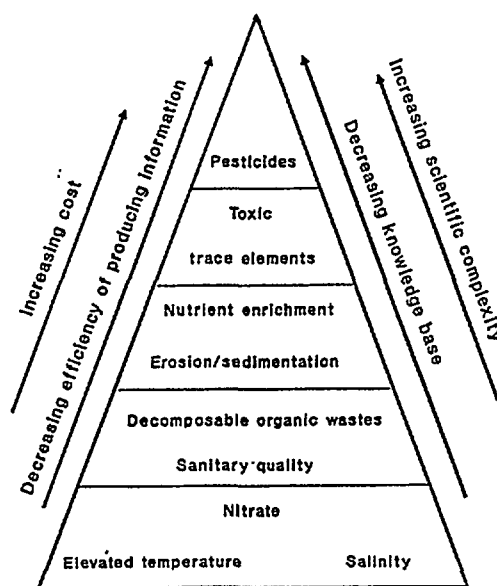 Increasing cost
Decreasing efficiency of producing information
Decreasing knowledge base
Increasing scientific complexity
Pesticides
Toxic
trace elements
Nutrient enrichment
Erosion/sedimentation
Decomposable organic wastes
Sanitary-quality
Nitrate
Elevated temperature Salinity